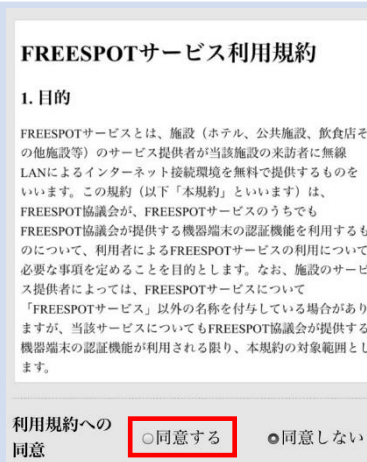 FREESPOTサービス利用規約
1. 目的
FREESPOTサービスとは、施設（ホテル、公共施設、飲食店そ
の他施設等）のサービス提供者が当該施設の来訪者に無線
LANによるインターネット接続環境を無料で提供するものを
いいます。この規約（以下「本規約」といいます）は、
FREESPOT協議会が、FREESPOTサービスのうちでも
FREESPOT協議会が提供する機器端末の認証機能を利用するも
のについて、利用者によるFREESPOTサービスの利用について
必要な事項を定めることを目的とします。なお、施設のサービ
ス提供者によっては、FREESPOTサービスについて
「FREESPOTサービス」以外の名称を付与している場合があり
ますが、当該サービスについてもFREESPOT協議会が提供する
機器端末の認証機能が利用される限り、本規約の対象範囲とし
ます。
利用規約への
同意
同意する 同意しない